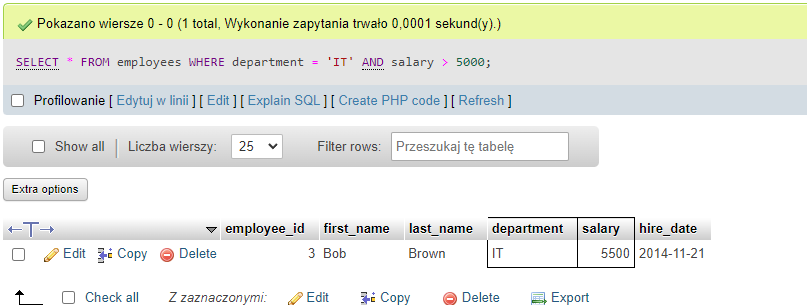 Pokazano wiersze 0 - 0 (1 total, Wykonanie zapytania trwało 0,0001 sekund(y).)
SELECT * FROM employees WHERE department = 'IT' AND salary > 5000;
Profilowanie [ Edytuj w linii ] [ Edit ] [ Explain SQL ] [ Create PHP code ] [ Refresh ]
Show all Liczba wierszy: 25 Filter rows: Przeszukaj tę tabelę
Extra options
employee_id first_name last_name department salary hire_date
Edit Copy Delete 3 Bob Brown IT 5500 2014-11-21
Check all Z zaznaczonymi: Edit Copy Delete Export